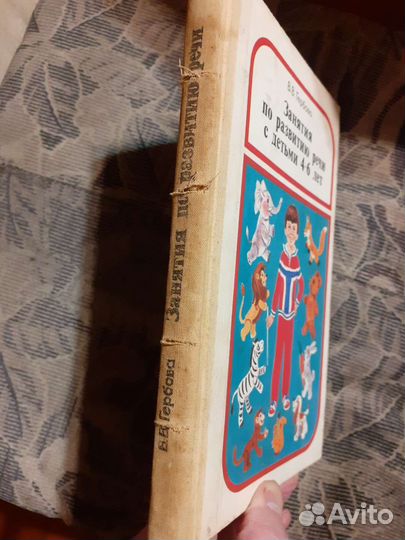 В.В. Гербова Занятия по развитию речи
В.В. Гербова
Занятия
по развитию речи
с детьми 4-6 лет
Avito